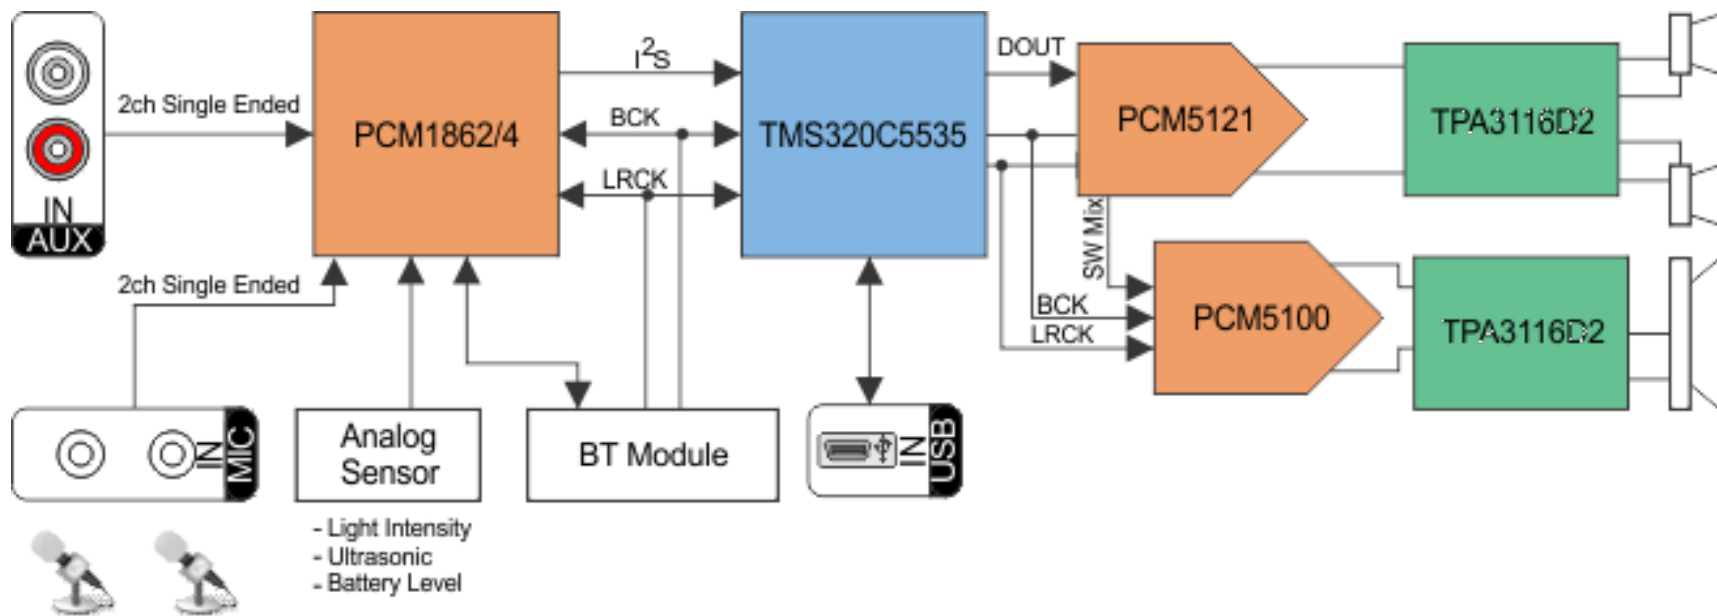 IN
AUX
2ch Single Ended
PCM1862/4
I2S
BCK
LRCK
TMS320C5535
DOUT
PCM5121
TPA3116D2
SW Mix
BCK
LRCK
PCM5100
TPA3116D2
2ch Single Ended
IN
MIC
Analog
Sensor
- Light Intensity
- Ultrasonic
- Battery Level
BT Module
IN
USB